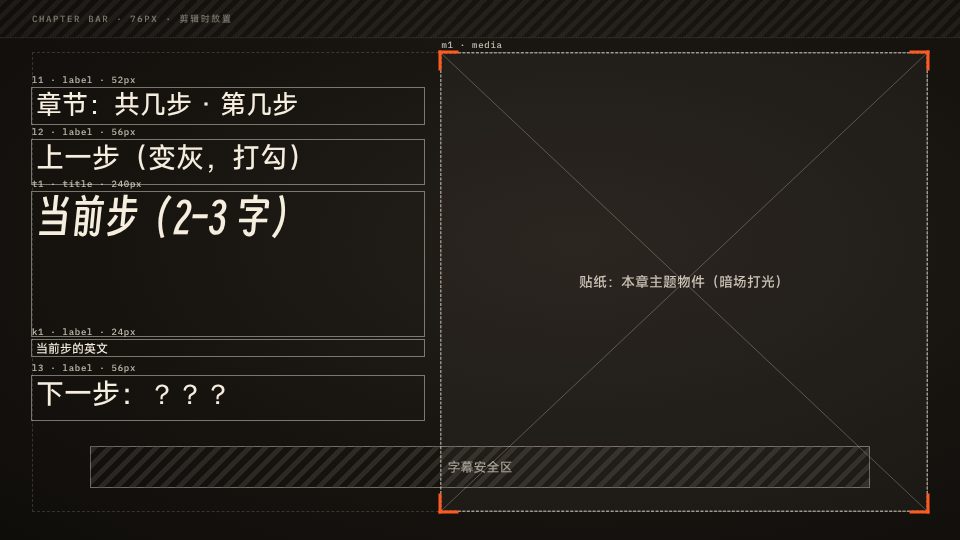 CHAPTER BAR · 76PX · 剪辑时放置
m1 · media
l1 · label · 52px
章节：共几步 · 第几步
l2 · label · 56px
上一步（变灰，打勾）
t1 · title · 240px
当前步（2–3 字）
贴纸：本章主题物件（暗场打光）
k1 · label · 24px
当前步的英文
l3 · label · 56px
下一步：？？？
字幕安全区